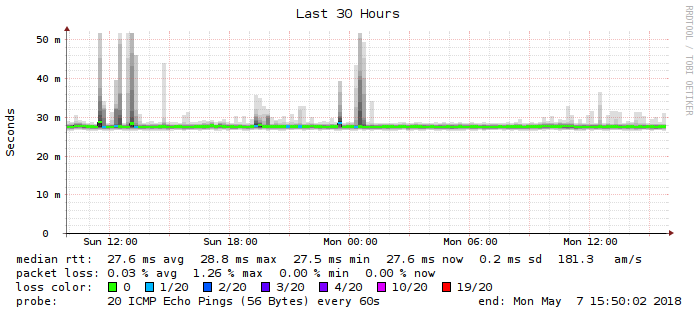 Last 30 Hours
RRDTOOL / TOBI OETIKER
Seconds
50 m
40 m
30 m
20 m
10 m
0
Sun 12:00 Sun 18:00 Mon 00:00 Mon 06:00 Mon 12:00
median rtt: 27.6 ms avg 28.8 ms max 27.5 ms min 27.6 ms now 0.2 ms sd 181.3 am/s
packet loss: 0.03 % avg 1.26 % max 0.00 % min 0.00 % now
loss color: 0 1/20 2/20 3/20 4/20 10/20 19/20
probe: 20 ICMP Echo Pings (56 Bytes) every 60s end: Mon May 7 15:50:02 2018